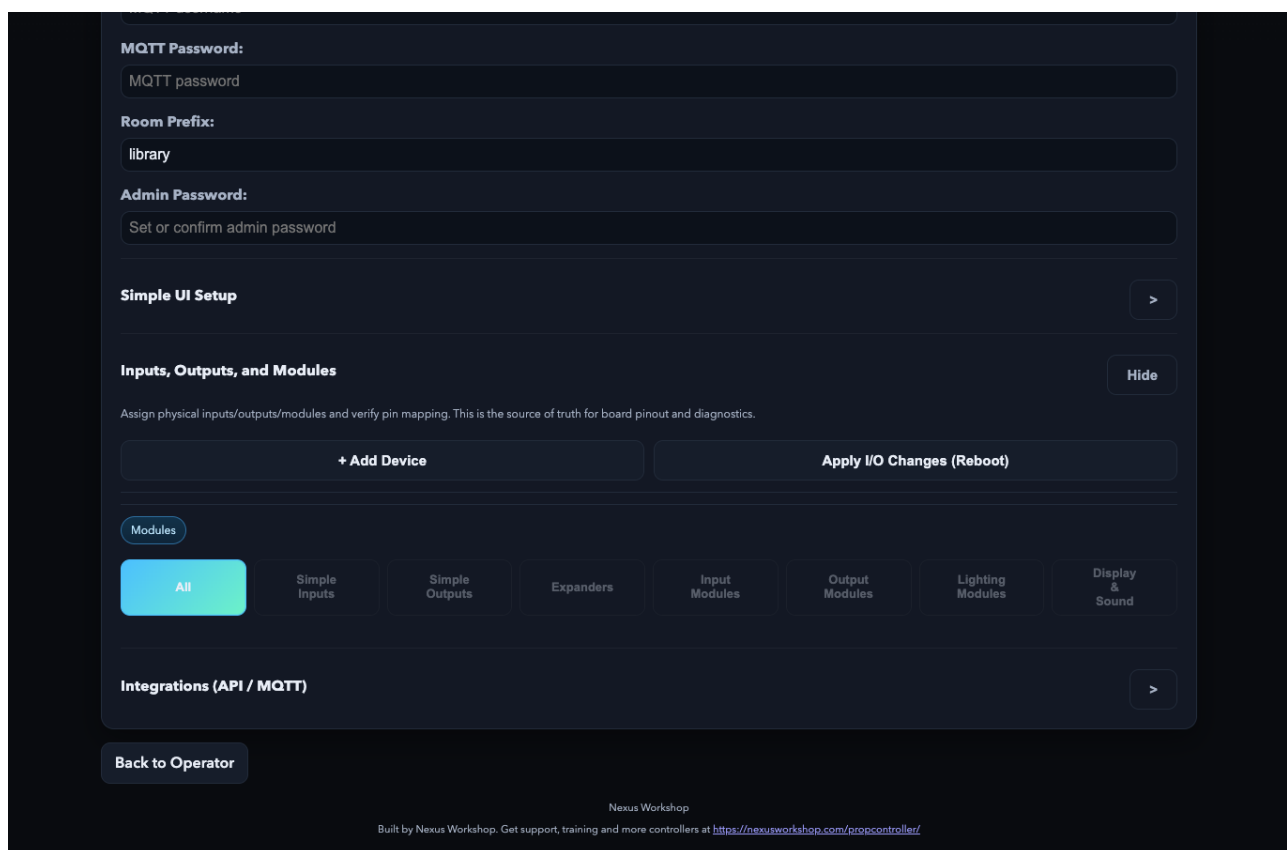 MQTT Password:
MQTT password
Room Prefix:
library
Admin Password:
Set or confirm admin password
Simple UI Setup
>
Inputs, Outputs, and Modules
Hide
Assign physical inputs/outputs/modules and verify pin mapping. This is the source of truth for board pinout and diagnostics.
+ Add Device
Apply I/O Changes (Reboot)
Modules
All
Simple
Inputs
Simple
Outputs
Expanders
Input
Modules
Output
Modules
Lighting
Modules
Display
&
Sound
Integrations (API / MQTT)
>
Back to Operator
Nexus Workshop
Built by Nexus Workshop. Get support, training and more controllers at https://nexusworkshop.com/propcontroller/